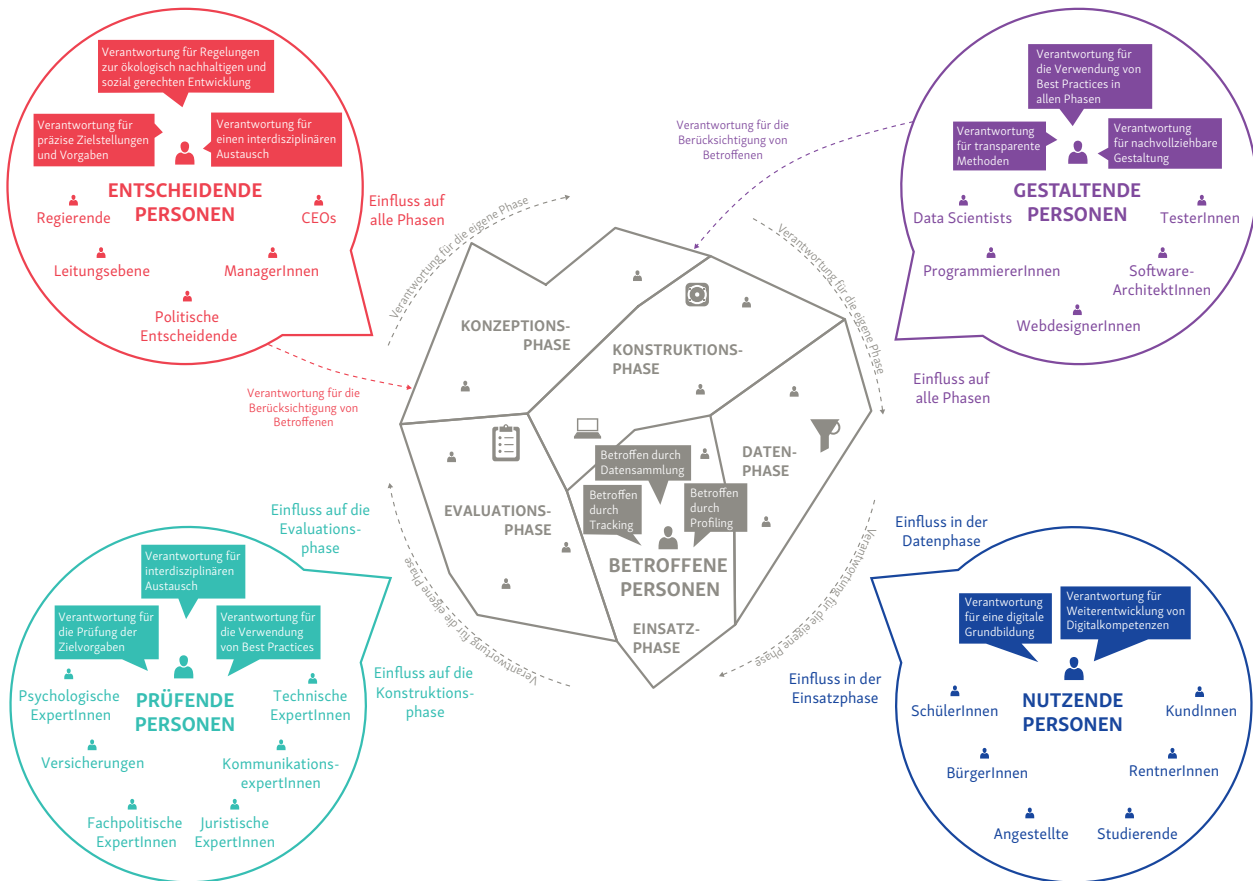 Verantwortung für Regelungen
zur ökologisch nachhaltigen und
sozial gerechten Entwicklung
Verantwortung für
präzise Zielstellungen
und Vorgaben
Verantwortung für
einen interdisziplinären
Austausch
ENTSCHEIDENDE
PERSONEN
Regierende
CEOs
Leitungsebene
ManagerInnen
Politische
Entscheidende
Einfluss auf
alle Phasen
Verantwortung für die
Berücksichtigung von
Betroffenen
Verantwortung für
die Verwendung von
Best Practices in
allen Phasen
Verantwortung
für transparente
Methoden
Verantwortung
für nachvollziehbare
Gestaltung
GESTALTENDE
PERSONEN
Data Scientists
TesterInnen
ProgrammiererInnen
Software-
ArchitektInnen
WebdesignerInnen
Einfluss auf
alle Phasen
Verantwortung für die
Berücksichtigung von
Betroffenen
Verantwortung für die eigene Phase
Verantwortung für die eigene Phase
Verantwortung für die eigene Phase
Verantwortung für die eigene Phase
KONZEPTIONS-
PHASE
KONSTRUKTIONS-
PHASE
DATEN-
PHASE
EVALUATIONS-
PHASE
Betroffen durch
Datensammlung
Betroffen
durch
Tracking
Betroffen
durch
Profiling
BETROFFENE
PERSONEN
EINSATZ-
PHASE
Einfluss auf die
Evaluations-
phase
Verantwortung für
interdisziplinären
Austausch
Verantwortung für
die Prüfung der
Zielvorgaben
Verantwortung für
die Verwendung
von Best Practices
PRÜFENDE
PERSONEN
Psychologische
ExpertInnen
Technische
ExpertInnen
Versicherungen
Kommunikations-
expertInnen
Fachpolitische
ExpertInnen
Juristische
ExpertInnen
Einfluss auf die
Konstruktions-
phase
Einfluss in der
Datenphase
Verantwortung
für eine digitale
Grundbildung
Verantwortung für
Weiterentwicklung von
Digitalkompetenzen
NUTZENDE
PERSONEN
SchülerInnen
KundInnen
BürgerInnen
RentnerInnen
Angestellte
Studierende
Einfluss in der
Einsatzphase